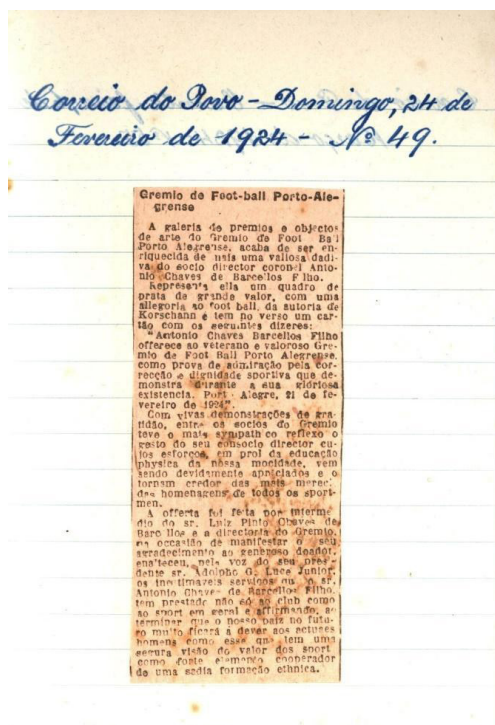 Correio do Povo - Domingo, 24 de
Fevereiro de 1924 - Nº 49.
Gremio de Foot-ball Porto-Ale-
grense
A galeria de premios e objectos
de arte do Gremio de Foot Ball
Porto Alegrense, acaba de ser en-
riquecida de mais uma valiosa dadi-
va do socio director coronel Anto-
nio Chaves de Barcellos Filho.
Representa ella um quadro de
prata de grande valor, com uma
allegoria ao foot ball, da autoria de
Korschann e tem no verso um car-
tão com os seguintes dizeres:
"Antonio Chaves Barcellos Filho
offerece ao veterano e valoroso Gre-
mio de Foot Ball Porto Alegrense,
como prova de admiração pela cor-
recção e dignidade sportiva que de-
monstra durante a sua gloriosa
existencia. Port Alegre, 21 de fe-
vereiro de 1924".
Com vivas demonstrações de gra-
tidão, entre os socios do Gremio
teve o mais sympathico reflexo o
gesto do seu consocio director cu-
jos esforços, em prol da educação
physica da nossa mocidade, vem
sendo devidamente apreciados e o
tornam credor das mais mereci-
das homenagens de todos os sport-
men.
A offerta foi feita por interme-
dio do sr. Luiz Pinto Chaves de
Barcellos e a directoria do Gremio,
na occasião de manifestar o seu
agradecimento ao generoso doador,
enalteceu, pela voz do seu presi-
dente sr. Adolpho G. Luce Junior,
os inestimaveis serviços que o sr.
Antonio Chaves de Barcellos Filho,
tem prestado não só ao club como
ao sport em geral e affirmando, ao
terminar que o nosso paiz no futu-
ro muito ficará a dever aos actuaes
homens como esse que tem uma
segura visão do valor dos sport
como forte elemento cooperador
de uma sadia formação ethnica.